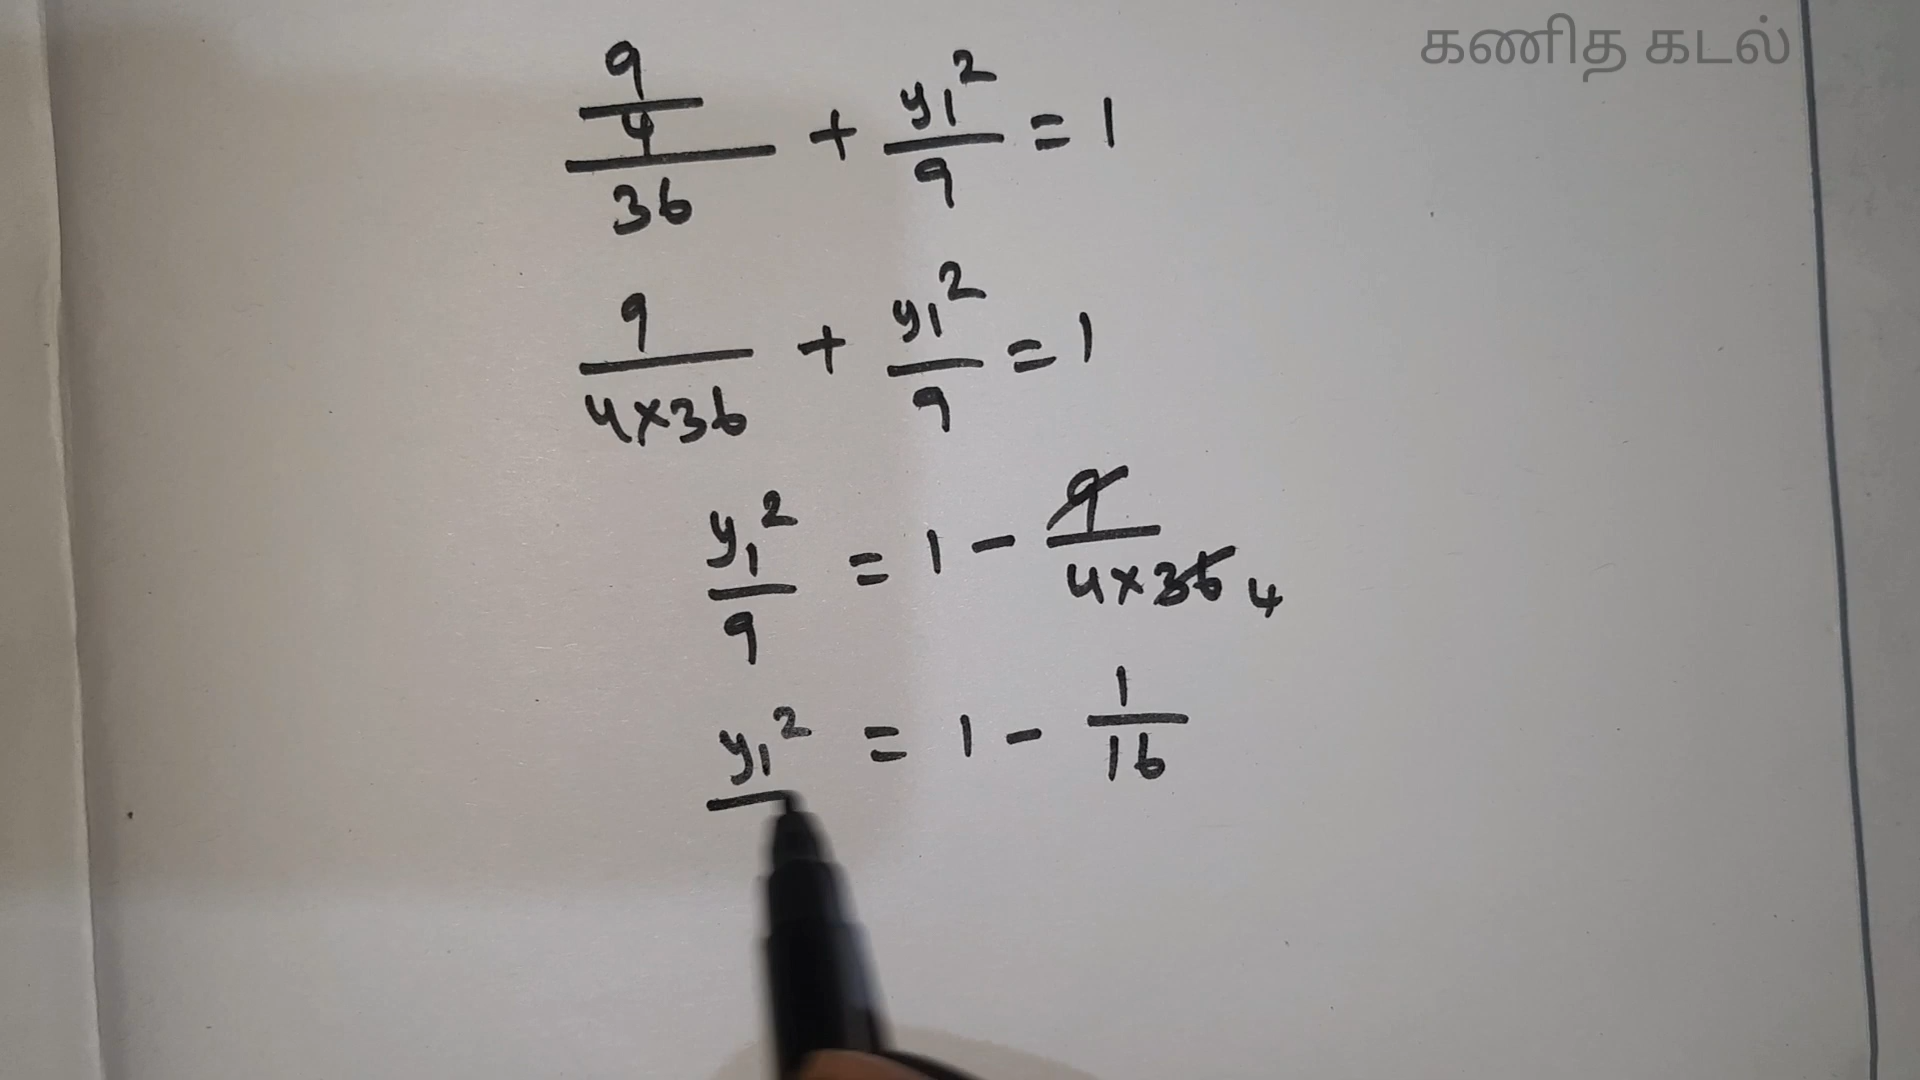 கணித கடல்
9/4/36 + y₁²/9 = 1
9/4×36 + y₁²/9 = 1
y₁²/9 = 1 - 9/4×36 4
y₁²/ = 1 - 1/16